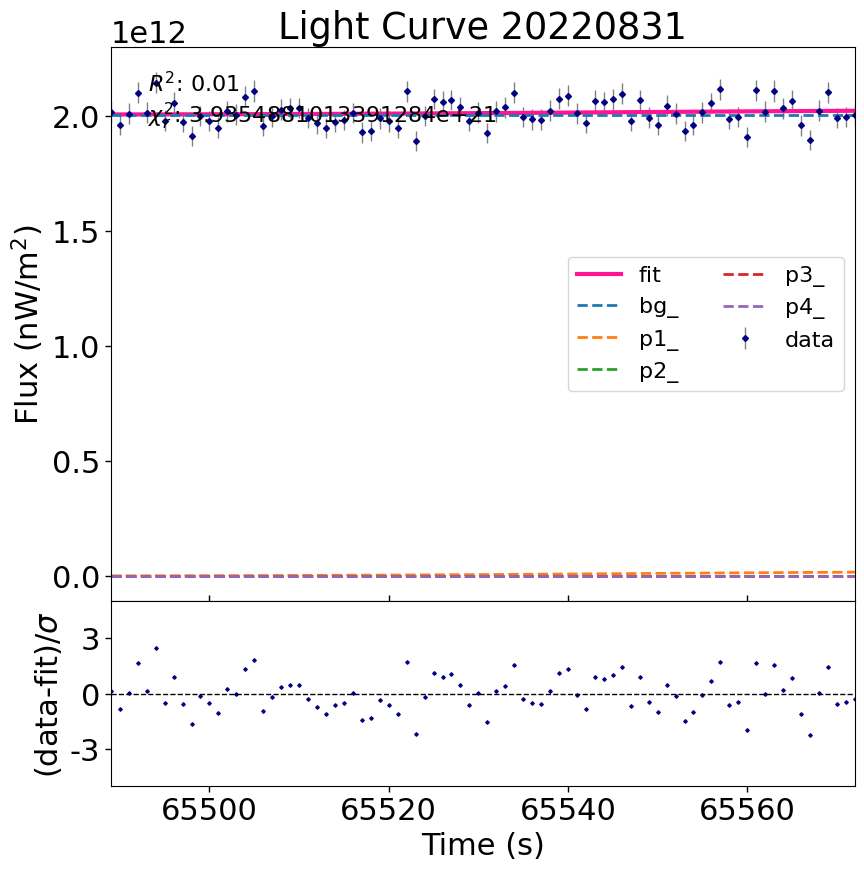 Light Curve 20220831
1e12
R²: 0.01
χ²: 3.9354881013391284e+21
2.0
1.5
1.0
0.5
0.0
Flux (nW/m²)
fit
bg_
p1_
p2_
p3_
p4_
data
3
0
-3
(data-fit)/σ
65500 65520 65540 65560
Time (s)